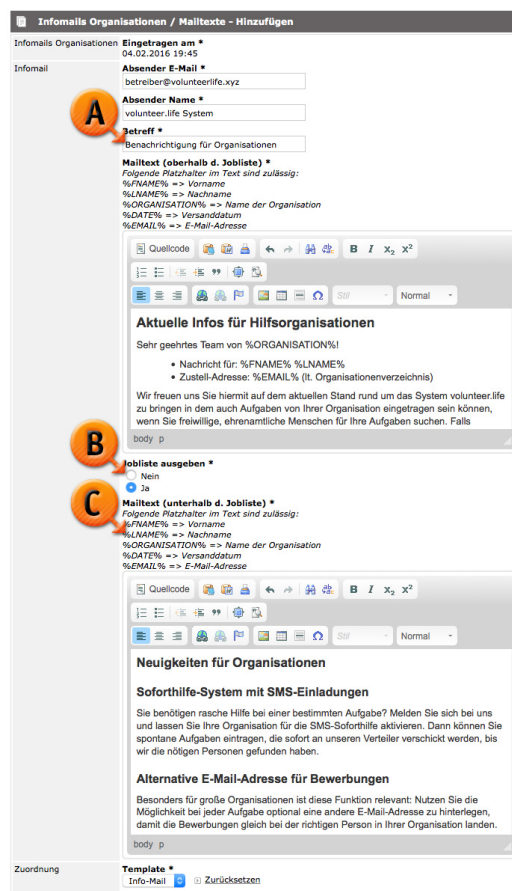 Infomails Organisationen / Mailtexte - Hinzufügen
Infomails Organisationen
Eingetragen am *
04.02.2016 19:45
Infomail
Absender E-Mail *
betreiber@volunteerlife.xyz
Absender Name *
volunteer.life System
A
Betreff *
Benachrichtigung für Organisationen
Mailtext (oberhalb d. Jobliste) *
Folgende Platzhalter im Text sind zulässig:
%FNAME% => Vorname
%LNAME% => Nachname
%ORGANISATION% => Name der Organisation
%DATE% => Versanddatum
%EMAIL% => E-Mail-Adresse
Quellcode B I x₂ x²
Stil Normal
Aktuelle Infos für Hilfsorganisationen
Sehr geehrtes Team von %ORGANISATION%!
• Nachricht für: %FNAME% %LNAME%
• Zustell-Adresse: %EMAIL% (lt. Organisationenverzeichnis)
Wir freuen uns Sie hiermit auf dem aktuellen Stand rund um das System volunteer.life
zu bringen in dem auch Aufgaben von Ihrer Organisation eingetragen sein können,
wenn Sie freiwillige, ehrenamtliche Menschen für Ihre Aufgaben suchen. Falls
body p
B
Jobliste ausgeben *
Nein
Ja
C
Mailtext (unterhalb d. Jobliste) *
Folgende Platzhalter im Text sind zulässig:
%FNAME% => Vorname
%LNAME% => Nachname
%ORGANISATION% => Name der Organisation
%DATE% => Versanddatum
%EMAIL% => E-Mail-Adresse
Quellcode B I x₂ x²
Stil Normal
Neuigkeiten für Organisationen
Soforthilfe-System mit SMS-Einladungen
Sie benötigen rasche Hilfe bei einer bestimmten Aufgabe? Melden Sie sich bei uns
und lassen Sie Ihre Organisation für die SMS-Soforthilfe aktivieren. Dann können Sie
spontane Aufgaben eintragen, die sofort an unseren Verteiler verschickt werden, bis
wir die nötigen Personen gefunden haben.
Alternative E-Mail-Adresse für Bewerbungen
Besonders für große Organisationen ist diese Funktion relevant: Nutzen Sie die
Möglichkeit bei jeder Aufgabe optional eine andere E-Mail-Adresse zu hinterlegen,
damit die Bewerbungen gleich bei der richtigen Person in Ihrer Organisation landen.
body p
Zuordnung
Template *
Info-Mail Zurücksetzen